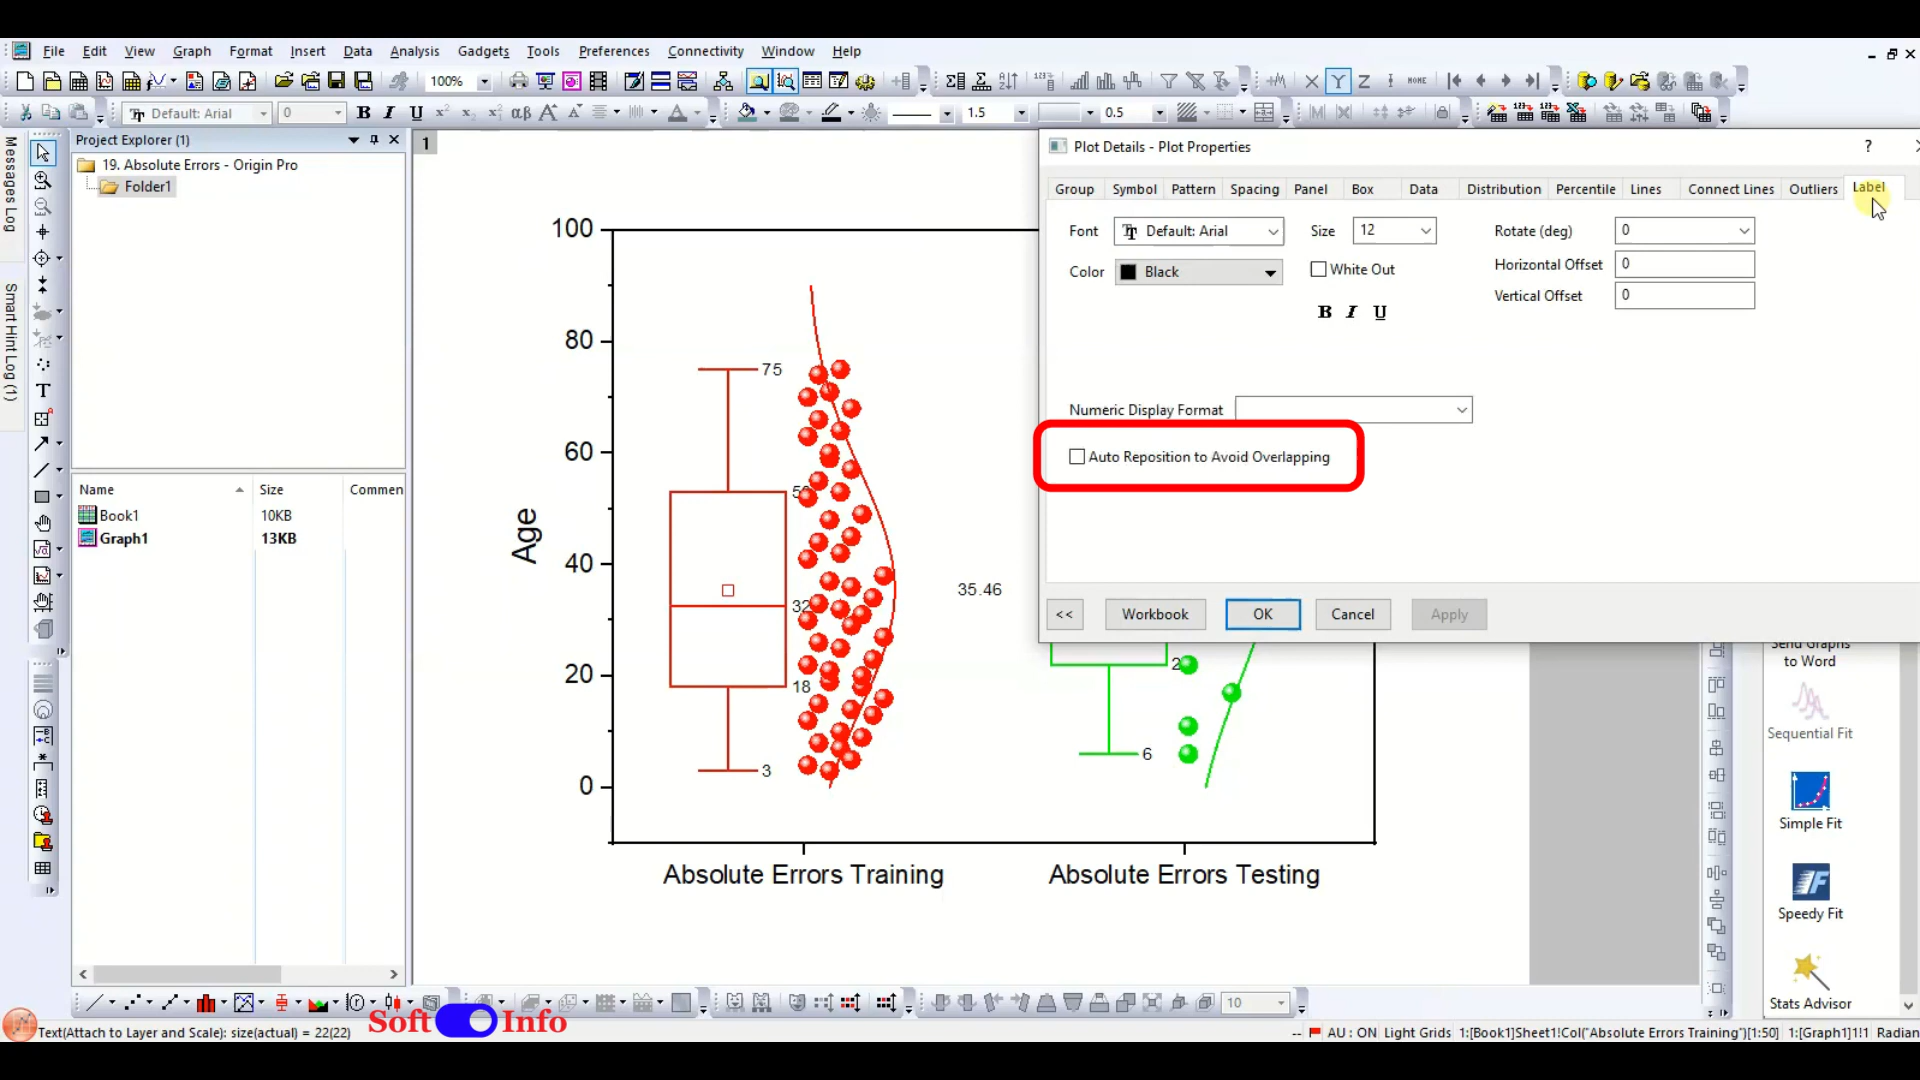 File Edit View Graph Format Insert Data Analysis Gadgets Tools Preferences Connectivity Window Help
100%
Default: Arial 0 B I U αβ A A A 1.5 0.5
X Y Z HOME
Messages Log
Smart Hint Log (1)
Project Explorer (1)
19. Absolute Errors - Origin Pro
Folder1
Name Size Commen
Book1 10KB
Graph1 13KB
1
Age
100
80
60
40
20
0
75
32
18
3
35.46
6
Absolute Errors Training Absolute Errors Testing
Plot Details - Plot Properties ?
Group Symbol Pattern Spacing Panel Box Data Distribution Percentile Lines Connect Lines Outliers Label
Font Default: Arial Size 12 Rotate (deg) 0
Horizontal Offset 0
Color Black White Out
Vertical Offset 0
B I U
Numeric Display Format
Auto Reposition to Avoid Overlapping
<< Workbook OK Cancel Apply
Send Graphs
to Word
Sequential Fit
Simple Fit
Speedy Fit
Stats Advisor
10
Soft Info
Text(Attach to Layer and Scale): size(actual) = 22(22)
-- AU : ON Light Grids 1:[Book1]Sheet1!Col("Absolute Errors Training")[1:50] 1:[Graph1]1!1 Radian